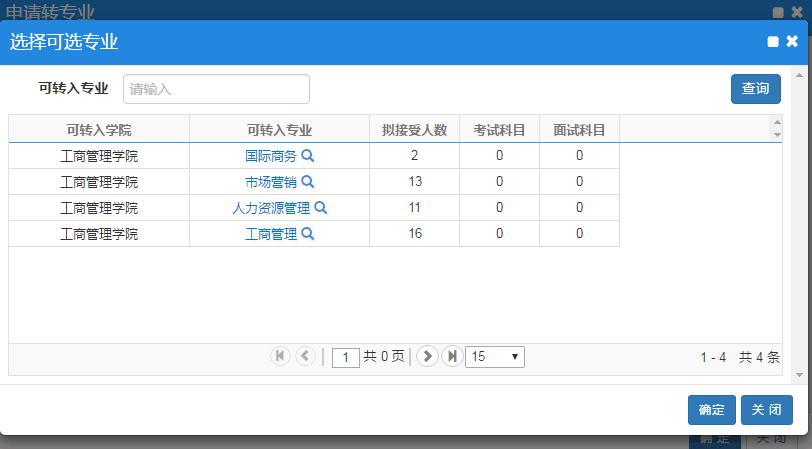 申请转专业
选择可选专业
可转入专业 请输入 查询
可转入学院 可转入专业 拟接受人数 考试科目 面试科目
工商管理学院 国际商务 2 0 0
工商管理学院 市场营销 13 0 0
工商管理学院 人力资源管理 11 0 0
工商管理学院 工商管理 16 0 0
1 共 0 页 15 1 - 4 共 4 条
确定 关 闭
确 定 关 闭